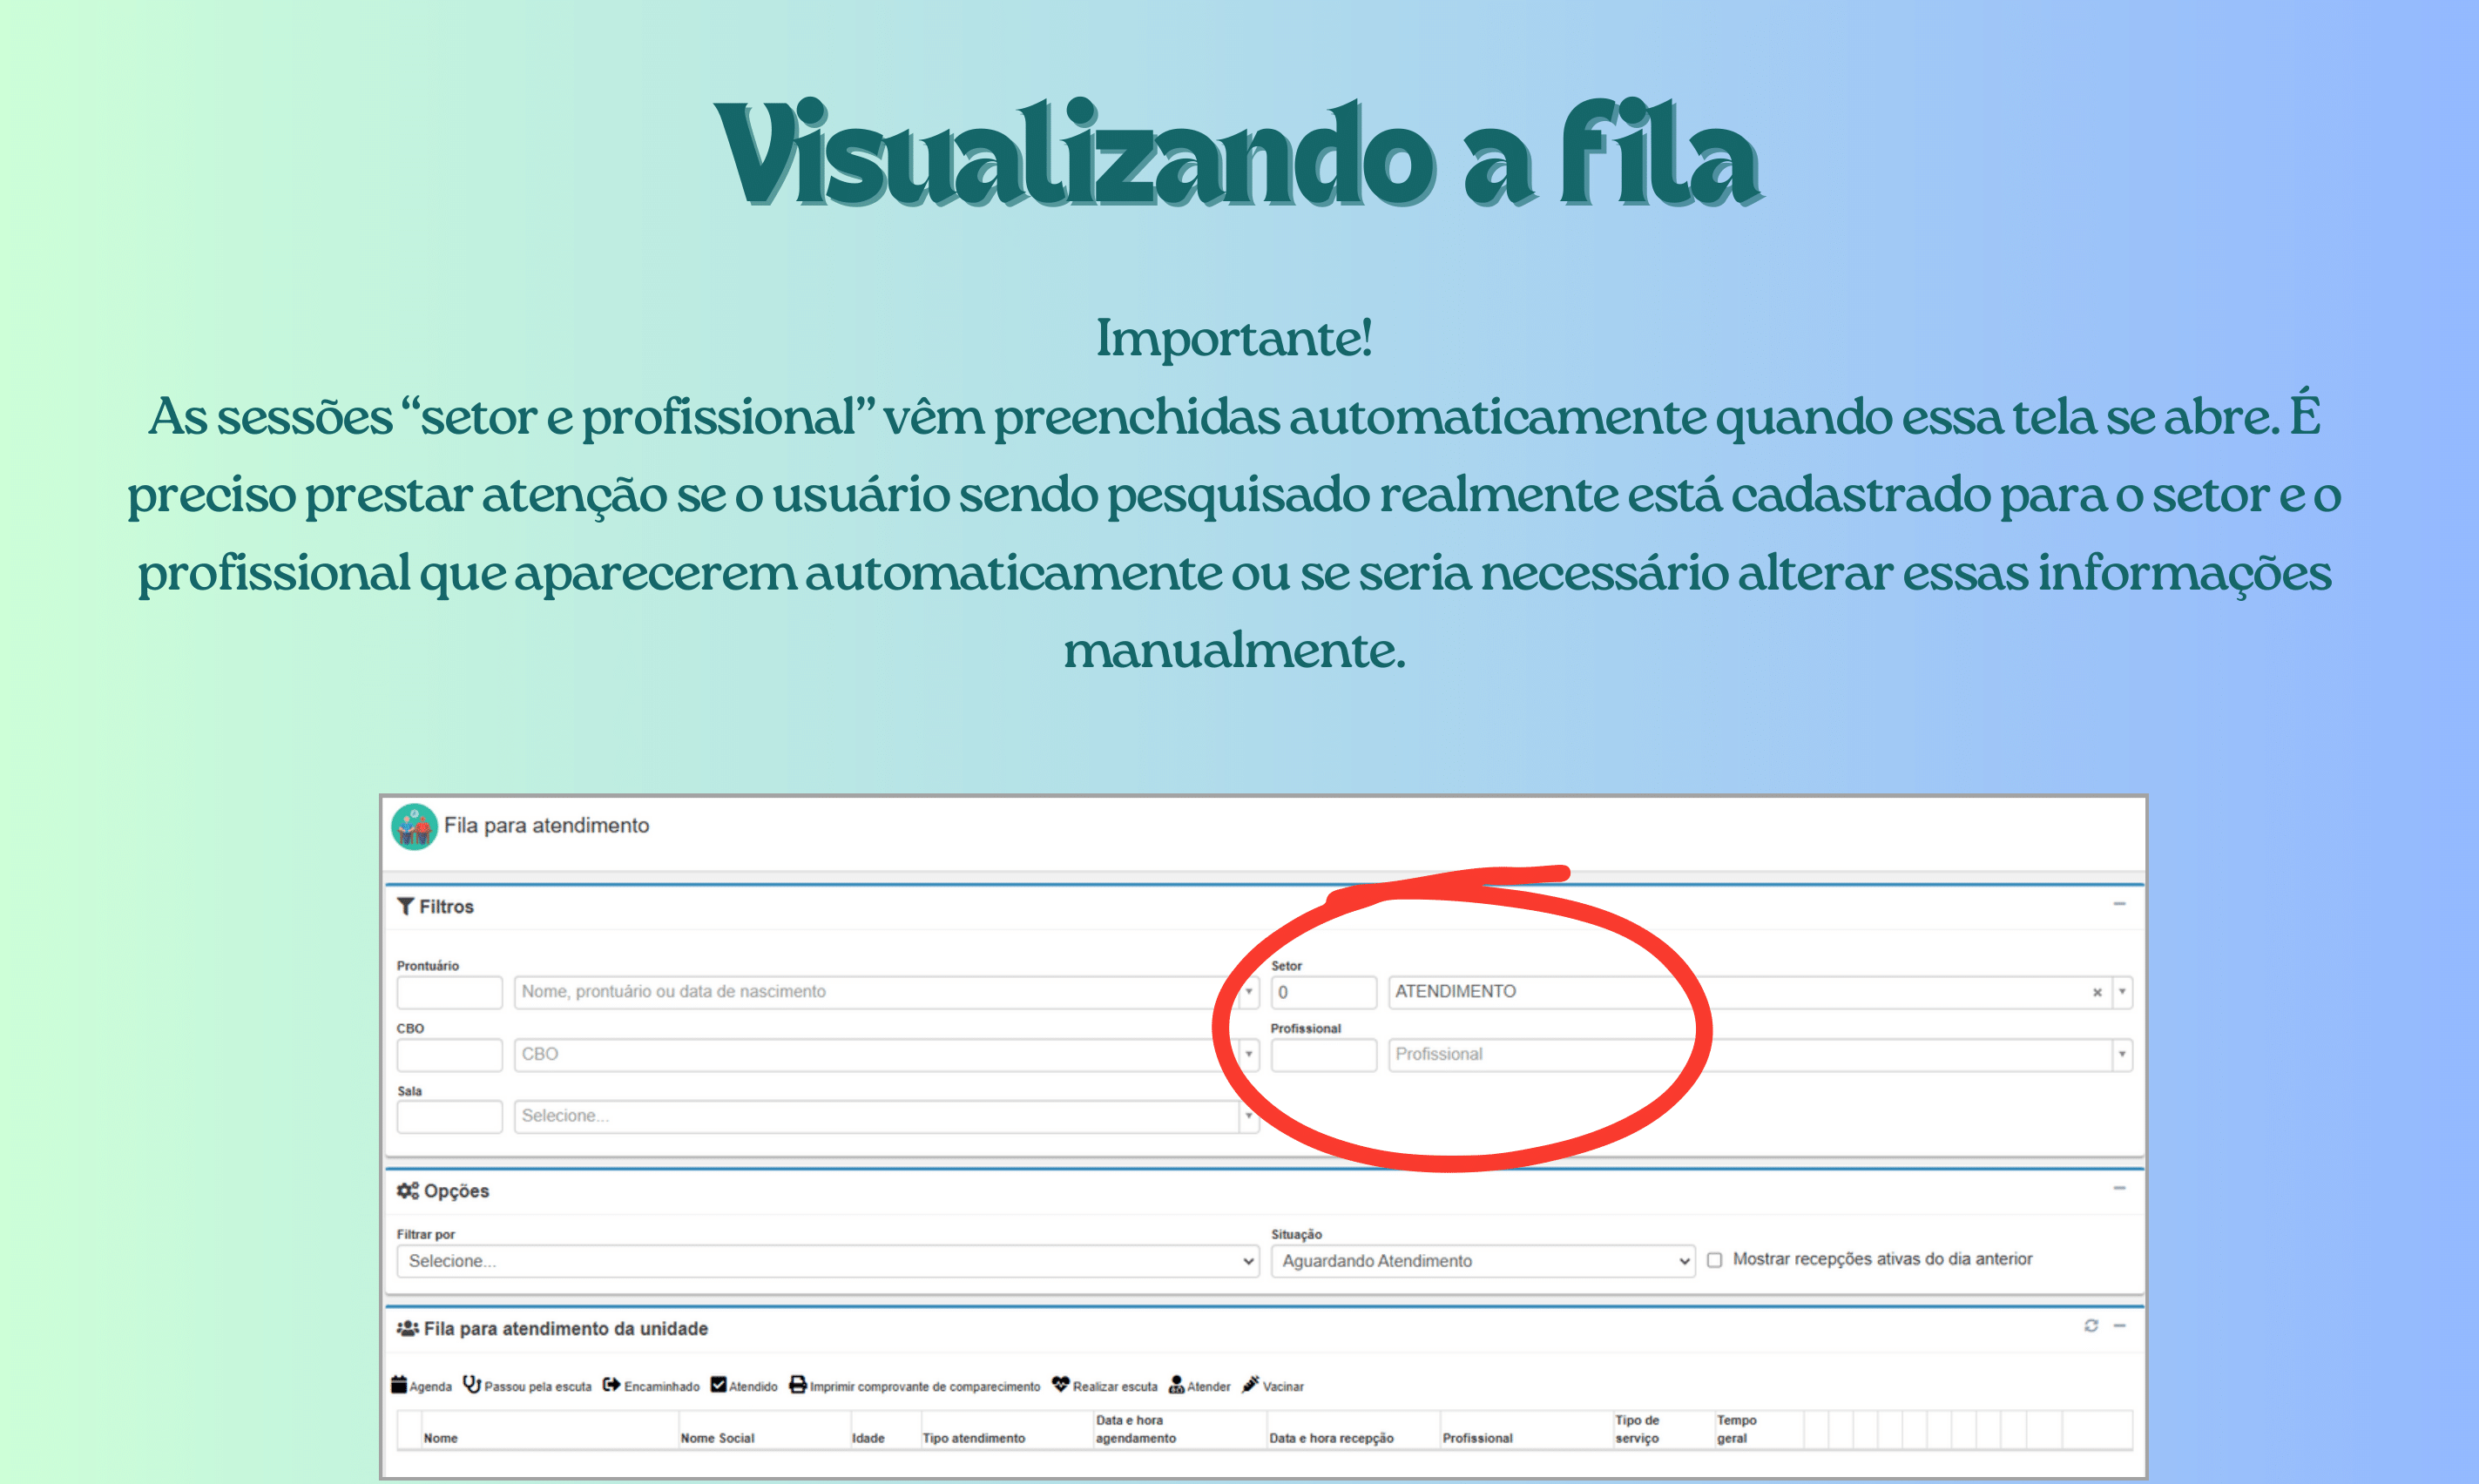 Visualizando a fila
Importante!
As sessões “setor e profissional” vêm preenchidas automaticamente quando essa tela se abre. É
preciso prestar atenção se o usuário sendo pesquisado realmente está cadastrado para o setor e o
profissional que aparecerem automaticamente ou se seria necessário alterar essas informações
manualmente.
Fila para atendimento
Filtros
Prontuário
Nome, prontuário ou data de nascimento
Setor
0 ATENDIMENTO
CBO
CBO
Profissional
Profissional
Sala
Selecione...
Opções
Filtrar por
Selecione...
Situação
Aguardando Atendimento
Mostrar recepções ativas do dia anterior
Fila para atendimento da unidade
Agenda Passou pela escuta Encaminhado Atendido Imprimir comprovante de comparecimento Realizar escuta Atender Vacinar
Nome Nome Social Idade Tipo atendimento Data e hora agendamento Data e hora recepção Profissional Tipo de serviço Tempo geral